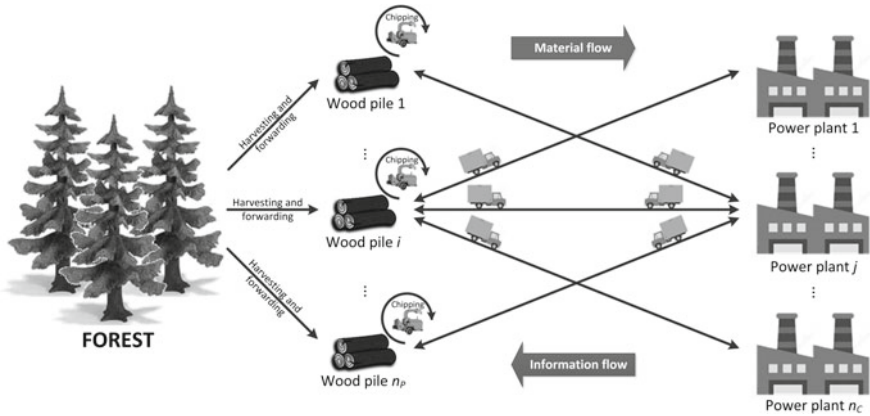 Chipping
Material flow
Wood pile 1
Power plant 1
Harvesting and
forwarding
⋮
Chipping
⋮
Harvesting and
forwarding
Wood pile i
Power plant j
Harvesting and
forwarding
⋮
Chipping
⋮
FOREST
Wood pile nP
Information flow
Power plant nC